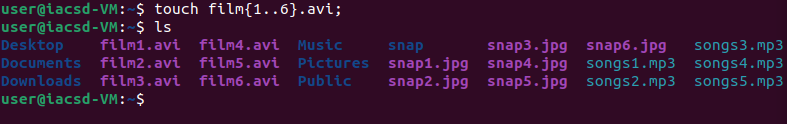 user@iacsd-VM:~$ touch film{1..6}.avi;
user@iacsd-VM:~$ ls
Desktop    film1.avi  film4.avi  Music     snap      snap3.jpg  snap6.jpg   songs3.mp3
Documents  film2.avi  film5.avi  Pictures  snap1.jpg  snap4.jpg  songs1.mp3  songs4.mp3
Downloads  film3.avi  film6.avi  Public    snap2.jpg  snap5.jpg  songs2.mp3  songs5.mp3
user@iacsd-VM:~$